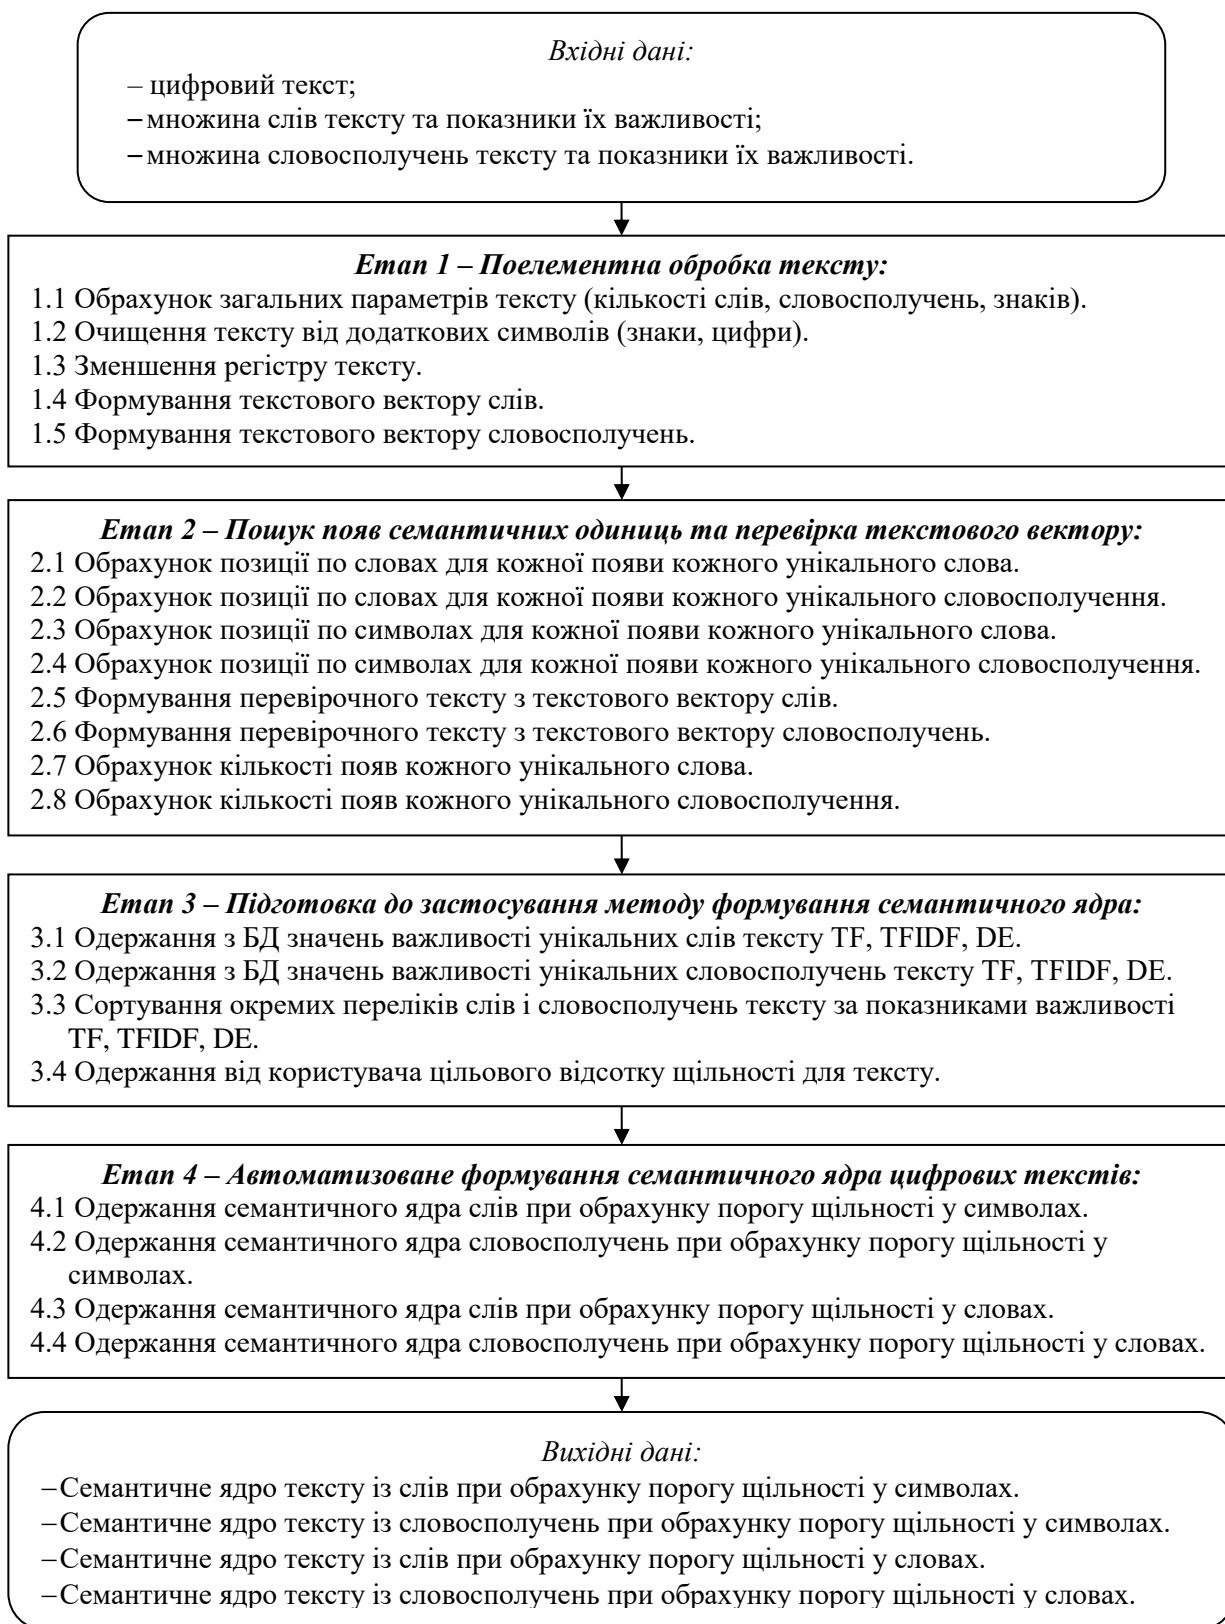 Вхідні дані:
– цифровий текст;
– множина слів тексту та показники їх важливості;
– множина словосполучень тексту та показники їх важливості.
Етап 1 – Поелементна обробка тексту:
1.1 Обрахунок загальних параметрів тексту (кількості слів, словосполучень, знаків).
1.2 Очищення тексту від додаткових символів (знаки, цифри).
1.3 Зменшення регістру тексту.
1.4 Формування текстового вектору слів.
1.5 Формування текстового вектору словосполучень.
Етап 2 – Пошук появ семантичних одиниць та перевірка текстового вектору:
2.1 Обрахунок позиції по словах для кожної появи кожного унікального слова.
2.2 Обрахунок позиції по словах для кожної появи кожного унікального словосполучення.
2.3 Обрахунок позиції по символах для кожної появи кожного унікального слова.
2.4 Обрахунок позиції по символах для кожної появи кожного унікального словосполучення.
2.5 Формування перевірочного тексту з текстового вектору слів.
2.6 Формування перевірочного тексту з текстового вектору словосполучень.
2.7 Обрахунок кількості появ кожного унікального слова.
2.8 Обрахунок кількості появ кожного унікального словосполучення.
Етап 3 – Підготовка до застосування методу формування семантичного ядра:
3.1 Одержання з БД значень важливості унікальних слів тексту TF, TFIDF, DE.
3.2 Одержання з БД значень важливості унікальних словосполучень тексту TF, TFIDF, DE.
3.3 Сортування окремих переліків слів і словосполучень тексту за показниками важливості
TF, TFIDF, DE.
3.4 Одержання від користувача цільового відсотку щільності для тексту.
Етап 4 – Автоматизоване формування семантичного ядра цифрових текстів:
4.1 Одержання семантичного ядра слів при обрахунку порогу щільності у символах.
4.2 Одержання семантичного ядра словосполучень при обрахунку порогу щільності у
символах.
4.3 Одержання семантичного ядра слів при обрахунку порогу щільності у словах.
4.4 Одержання семантичного ядра словосполучень при обрахунку порогу щільності у словах.
Вихідні дані:
–Семантичне ядро тексту із слів при обрахунку порогу щільності у символах.
–Семантичне ядро тексту із словосполучень при обрахунку порогу щільності у символах.
–Семантичне ядро тексту із слів при обрахунку порогу щільності у словах.
–Семантичне ядро тексту із словосполучень при обрахунку порогу щільності у словах.